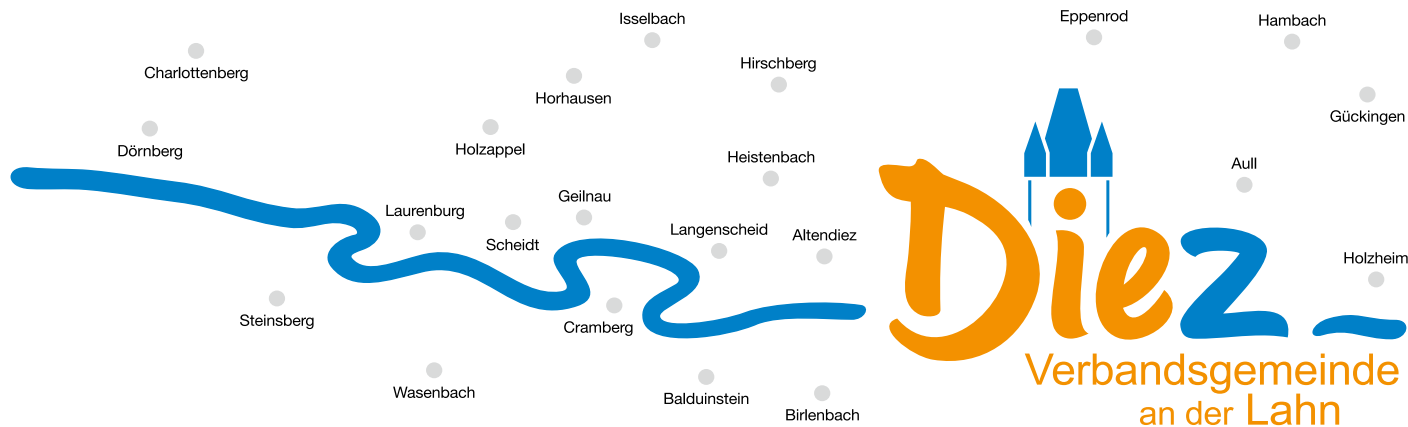 Isselbach
Eppenrod
Hambach
Charlottenberg
Hirschberg
Horhausen
Gückingen
Dörnberg
Holzappel
Heistenbach
Aull
Geilnau
Laurenburg
Scheidt
Langenscheid
Altendiez
Holzheim
Diez
Steinsberg
Cramberg
Verbandsgemeinde
an der Lahn
Wasenbach
Balduinstein
Birlenbach